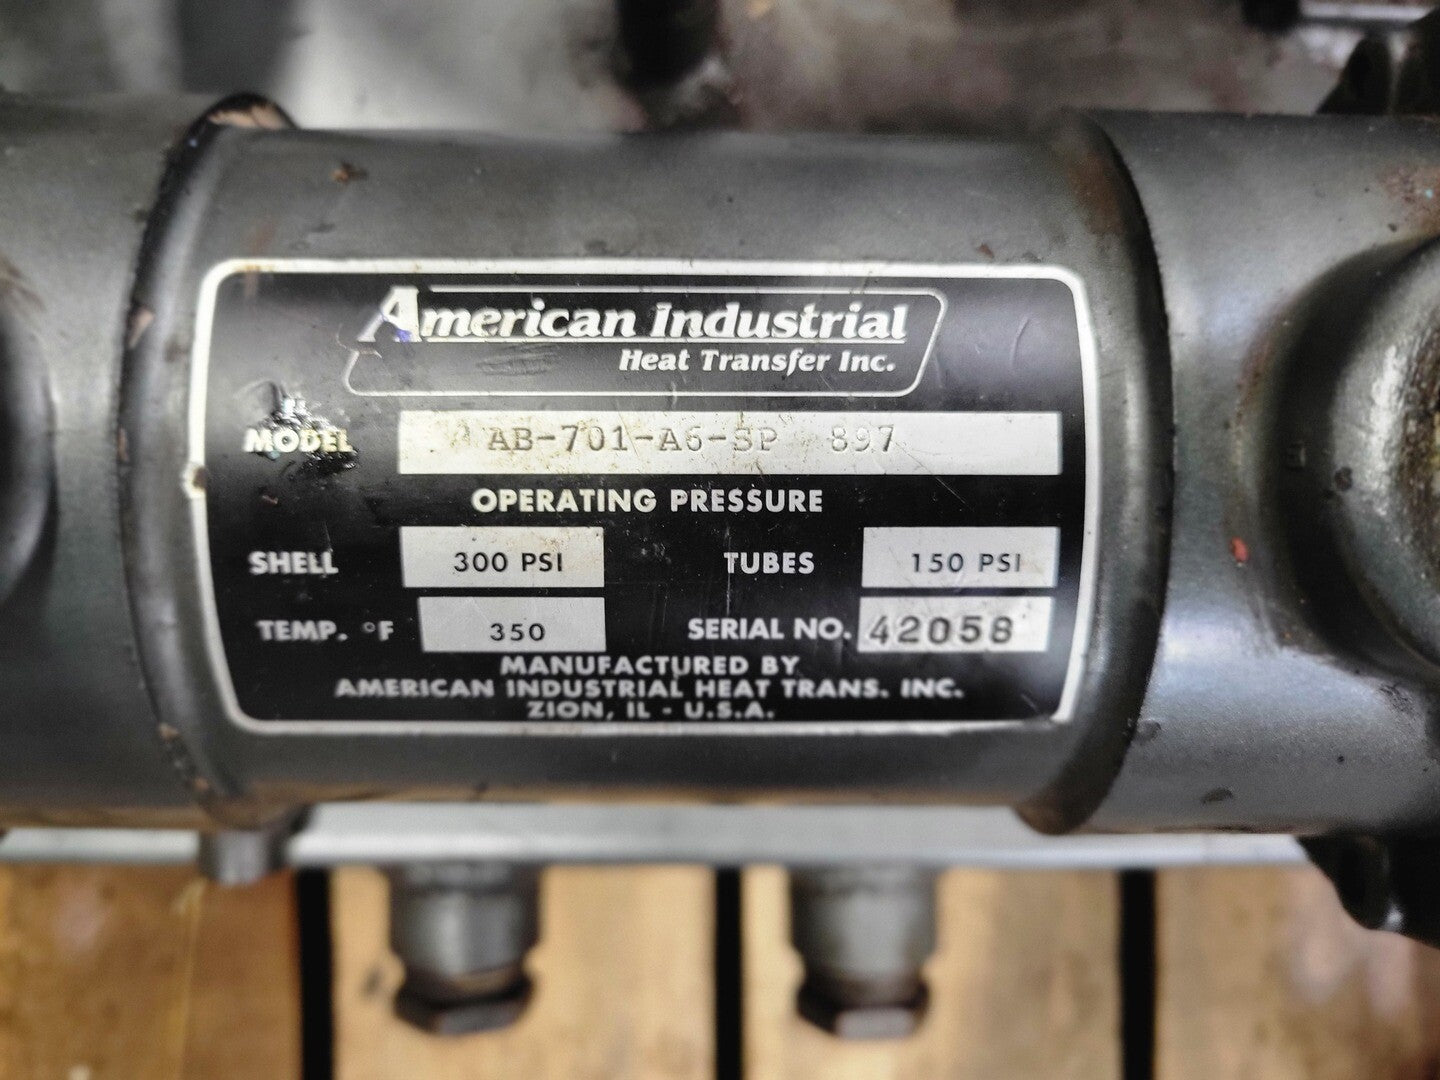 American Industrial
Heat Transfer Inc.
MODEL AB-701-A6-SP 897
OPERATING PRESSURE
SHELL 300 PSI TUBES 150 PSI
TEMP. °F 350 SERIAL NO. 42058
MANUFACTURED BY
AMERICAN INDUSTRIAL HEAT TRANS. INC.
ZION, IL - U.S.A.